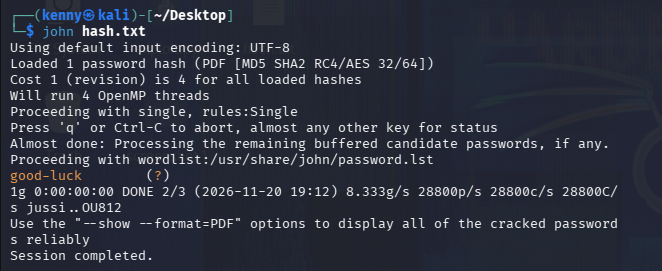 ┌──(kenny㉿kali)-[~/Desktop]
└─$ john hash.txt
Using default input encoding: UTF-8
Loaded 1 password hash (PDF [MD5 SHA2 RC4/AES 32/64])
Cost 1 (revision) is 4 for all loaded hashes
Will run 4 OpenMP threads
Proceeding with single, rules:Single
Press 'q' or Ctrl-C to abort, almost any other key for status
Almost done: Processing the remaining buffered candidate passwords, if any.
Proceeding with wordlist:/usr/share/john/password.lst
good-luck        (?)
1g 0:00:00:00 DONE 2/3 (2026-11-20 19:12) 8.333g/s 28800p/s 28800c/s 28800C/
s jussi..OU812
Use the "--show --format=PDF" options to display all of the cracked password
s reliably
Session completed.